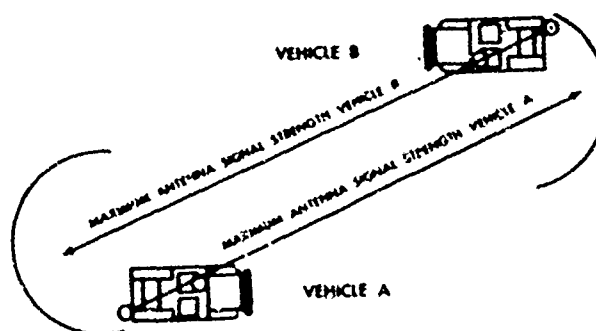 VEHICLE B
MAXIMUM ANTENNA SIGNAL STRENGTH VEHICLE B
MAXIMUM ANTENNA SIGNAL STRENGTH VEHICLE A
VEHICLE A